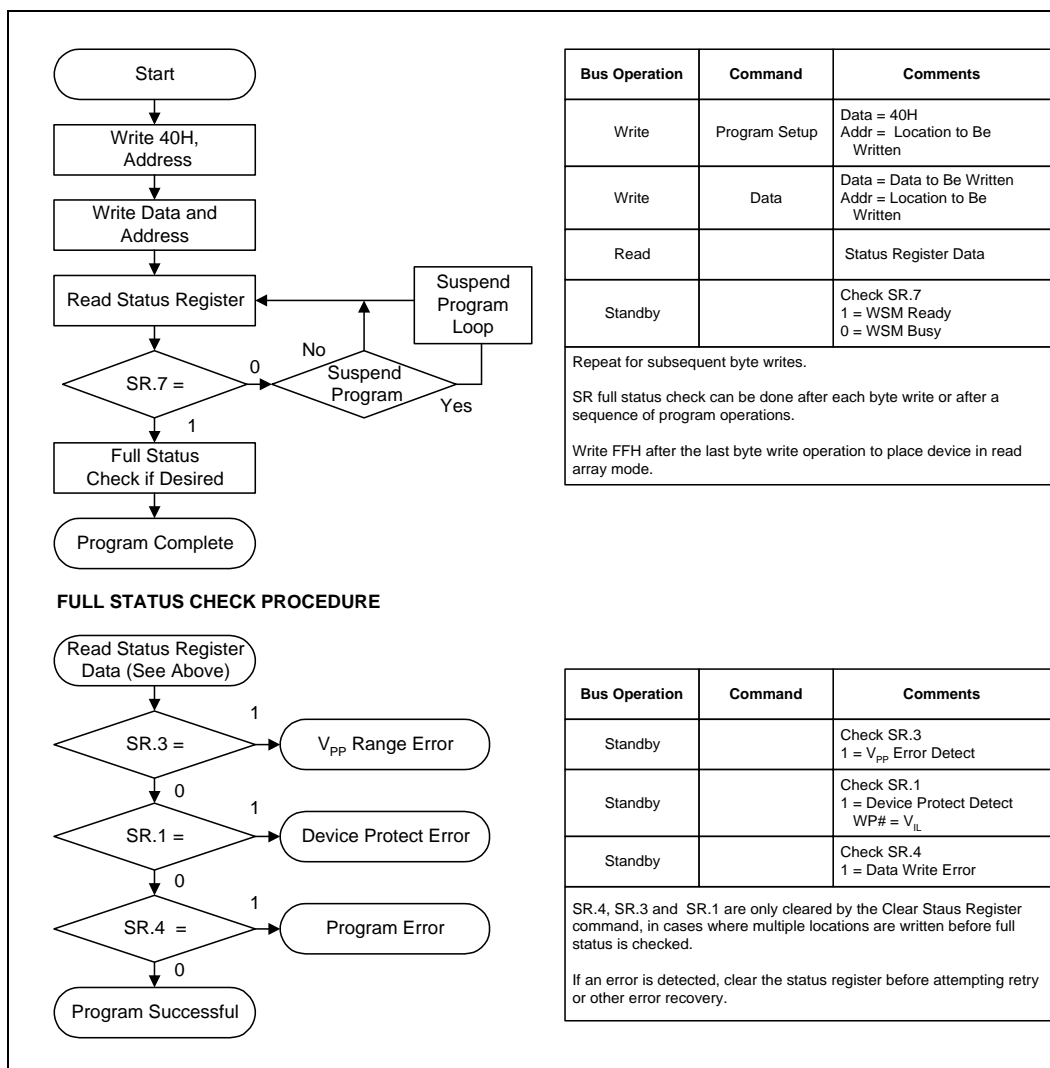 Start
Write 40H,
Address
Write Data and
Address
Read Status Register
Suspend
Program
Loop
No
SR.7 =
0
Suspend
Program
Yes
1
Full Status
Check if Desired
Program Complete
Bus Operation Command Comments
Write Program Setup
Data = 40H
Addr = Location to Be
Written
Write Data
Data = Data to Be Written
Addr = Location to Be
Written
Read Status Register Data
Standby
Check SR.7
1 = WSM Ready
0 = WSM Busy
Repeat for subsequent byte writes.
SR full status check can be done after each byte write or after a
sequence of program operations.
Write FFH after the last byte write operation to place device in read
array mode.
FULL STATUS CHECK PROCEDURE
Read Status Register
Data (See Above)
SR.3 =
1
VPP Range Error
0
SR.1 =
1
Device Protect Error
0
SR.4 =
1
Program Error
0
Program Successful
Bus Operation Command Comments
Standby
Check SR.3
1 = VPP Error Detect
Standby
Check SR.1
1 = Device Protect Detect
WP# = VIL
Standby
Check SR.4
1 = Data Write Error
SR.4, SR.3 and SR.1 are only cleared by the Clear Staus Register
command, in cases where multiple locations are written before full
status is checked.
If an error is detected, clear the status register before attempting retry
or other error recovery.